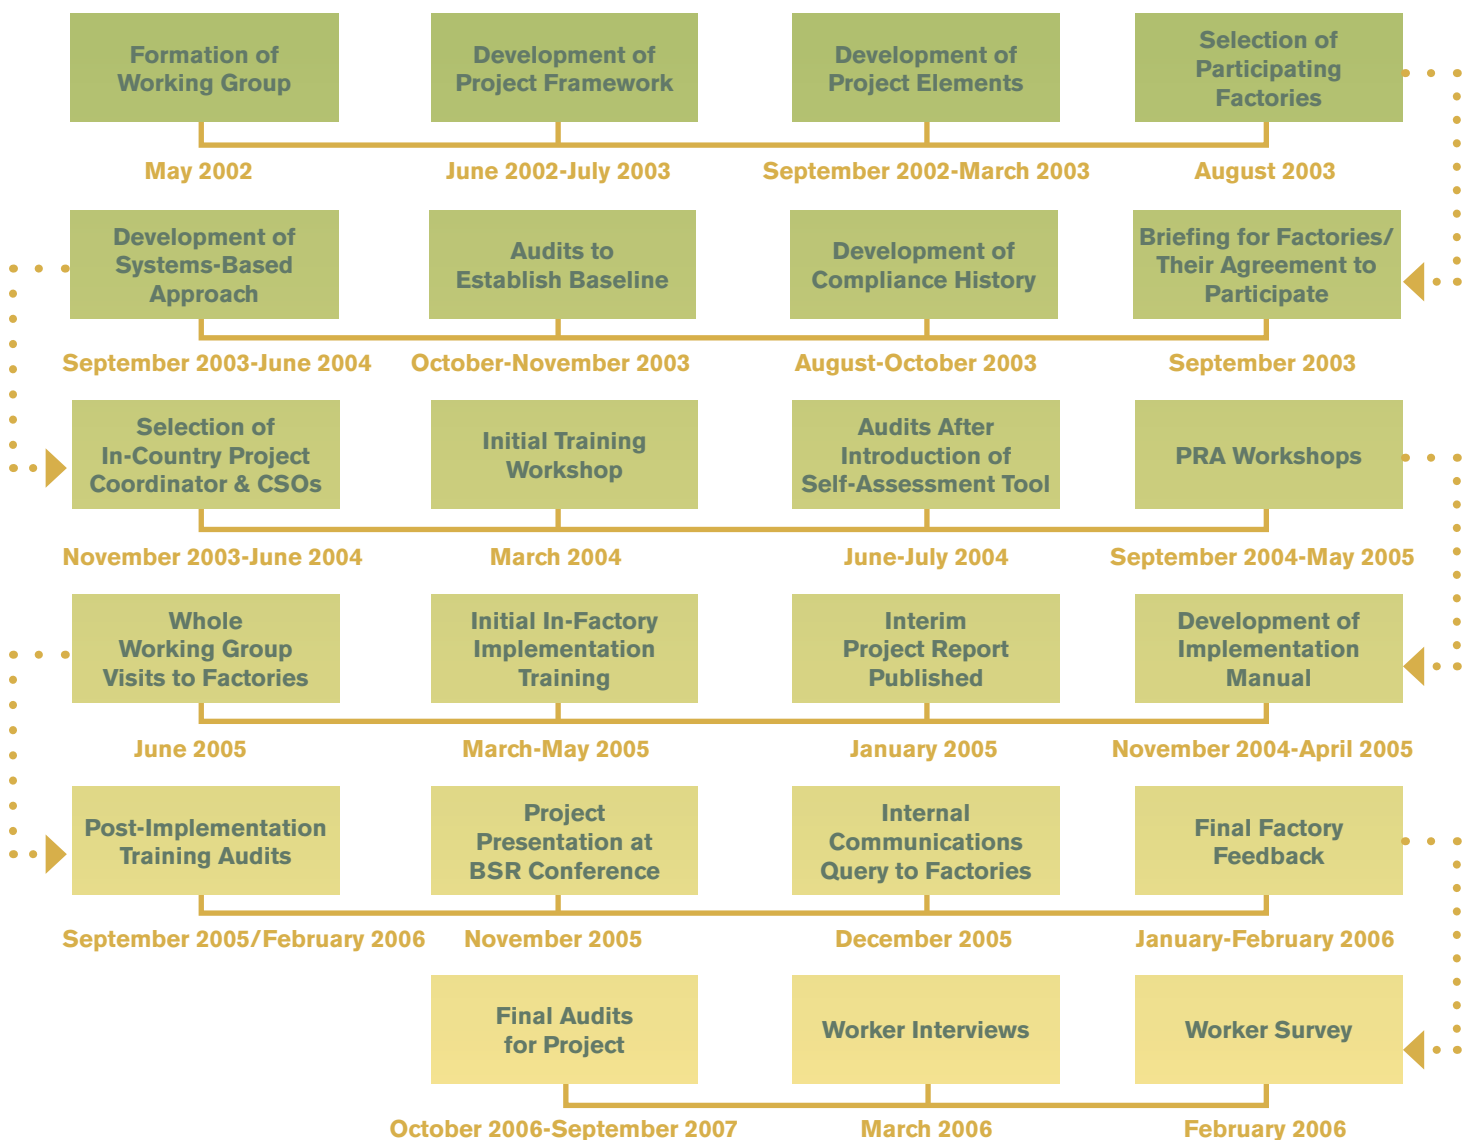 Formation of
Working Group
May 2002
Development of
Project Framework
June 2002-July 2003
Development of
Project Elements
September 2002-March 2003
Selection of
Participating
Factories
August 2003
Briefing for Factories/
Their Agreement to
Participate
September 2003
Development of
Compliance History
August-October 2003
Audits to
Establish Baseline
October-November 2003
Development of
Systems-Based
Approach
September 2003-June 2004
Selection of
In-Country Project
Coordinator & CSOs
November 2003-June 2004
Initial Training
Workshop
March 2004
Audits After
Introduction of
Self-Assessment Tool
June-July 2004
PRA Workshops
September 2004-May 2005
Development of
Implementation
Manual
November 2004-April 2005
Interim
Project Report
Published
January 2005
Initial In-Factory
Implementation
Training
March-May 2005
Whole
Working Group
Visits to Factories
June 2005
Post-Implementation
Training Audits
September 2005/February 2006
Project
Presentation at
BSR Conference
November 2005
Internal
Communications
Query to Factories
December 2005
Final Factory
Feedback
January-February 2006
Worker Survey
February 2006
Worker Interviews
March 2006
Final Audits
for Project
October 2006-September 2007